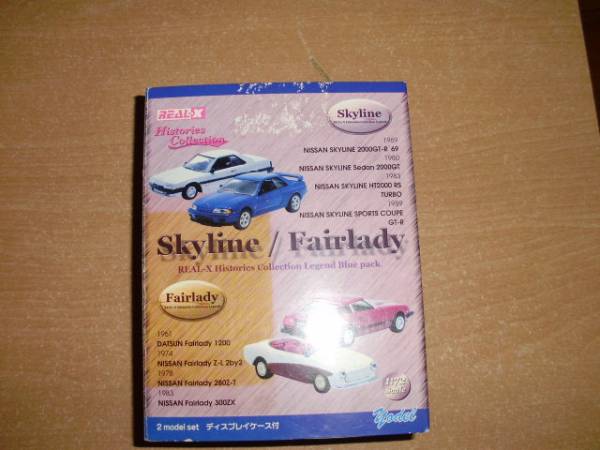 REAL-X
Histories
Collection
Skyline
1969
NISSAN SKYLINE 2000GT-R '69
1980
NISSAN SKYLINE Sedan 2000GT
1983
NISSAN SKYLINE HT2000 RS
TURBO
1989
NISSAN SKYLINE SPORTS COUPE
GT-R
Skyline / Fairlady
REAL-X Histories Collection Legend Blue pack
Fairlady
1961
DATSUN Fairlady 1200
1974
NISSAN Fairlady Z-L 2by2
1978
NISSAN Fairlady 280Z-T
1983
NISSAN Fairlady 300ZX
1/72
Scale
Yodel
2 model set ディスプレイケース付